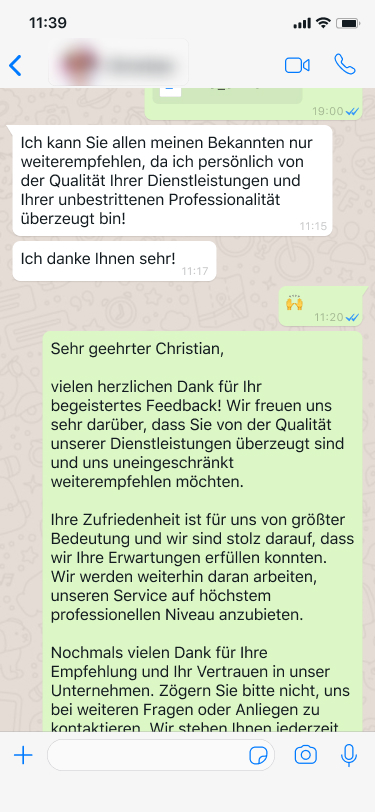 11:39
19:00
Ich kann Sie allen meinen Bekannten nur
weiterempfehlen, da ich persönlich von
der Qualität Ihrer Dienstleistungen und
Ihrer unbestrittenen Professionalität
überzeugt bin!
11:15
Ich danke Ihnen sehr!
11:17
🙌
11:20
Sehr geehrter Christian,
vielen herzlichen Dank für Ihr
begeistertes Feedback! Wir freuen uns
sehr darüber, dass Sie von der Qualität
unserer Dienstleistungen überzeugt sind
und uns uneingeschränkt
weiterempfehlen möchten.
Ihre Zufriedenheit ist für uns von größter
Bedeutung und wir sind stolz darauf, dass
wir Ihre Erwartungen erfüllen konnten.
Wir werden weiterhin daran arbeiten,
unseren Service auf höchstem
professionellen Niveau anzubieten.
Nochmals vielen Dank für Ihre
Empfehlung und Ihr Vertrauen in unser
Unternehmen. Zögern Sie bitte nicht, uns
bei weiteren Fragen oder Anliegen zu
kontaktieren. Wir stehen Ihnen jederzeit